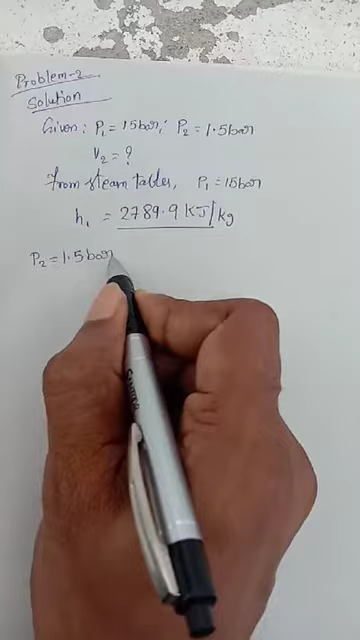 Problem-2
Solution
Given: P₁ = 15bar; P₂ = 1.5bar
V₂ = ?
From steam tables, P₁ = 15bar
h₁ = 2789.9 KJ/kg
P₂ = 1.5bar